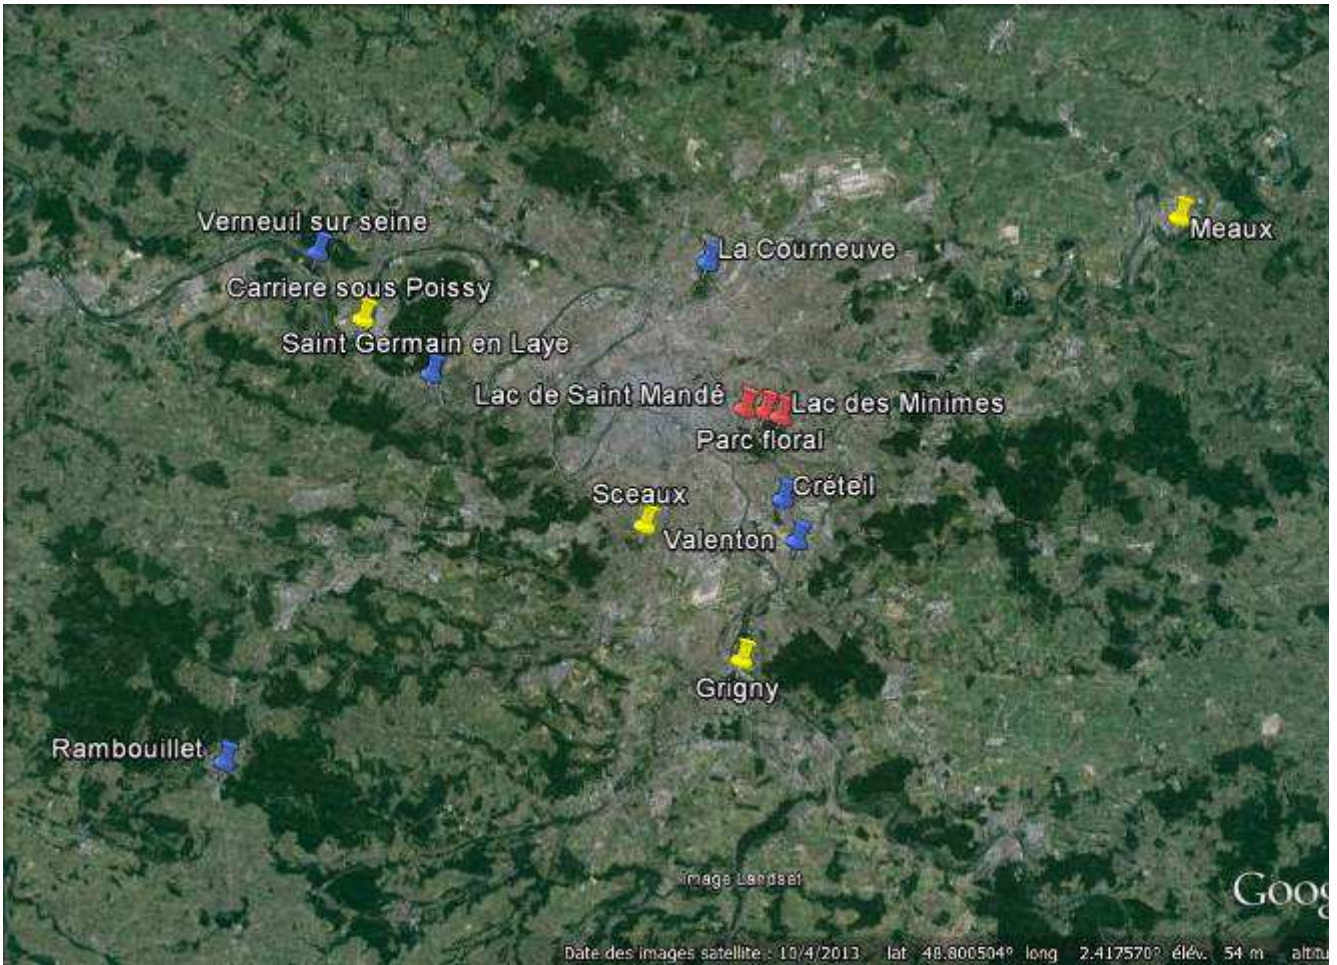 Verneuil sur seine
La Courneuve
Meaux
Carriere sous Poissy
Saint Germain en Laye
Lac de Saint Mandé
Lac des Minimes
Parc floral
Créteil
Sceaux
Valenton
Grigny
Rambouillet
Image Landsat
Goog
Date des images satellite : 10/4/2013 lat 48.800504° long 2.417570° élév. 54 m altitu